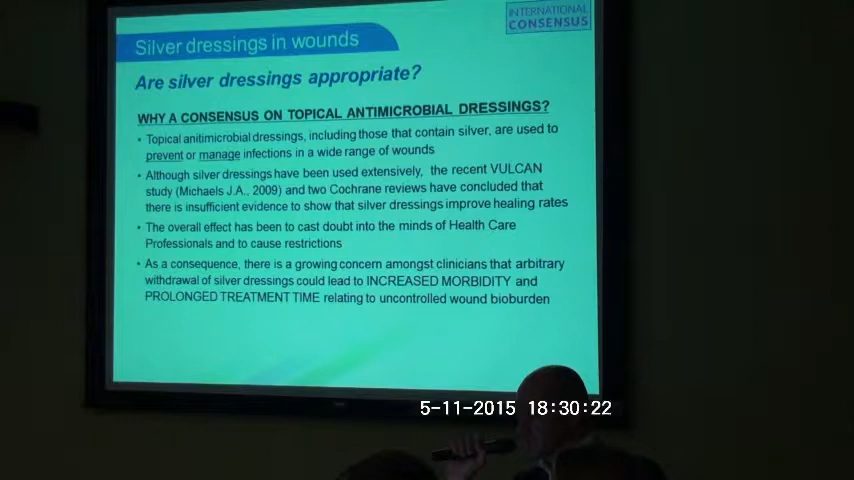 INTERNATIONAL
CONSENSUS
Silver dressings in wounds
Are silver dressings appropriate?
WHY A CONSENSUS ON TOPICAL ANTIMICROBIAL DRESSINGS?
• Topical anitimicrobial dressings, including those that contain silver, are used to
prevent or manage infections in a wide range of wounds
• Although silver dressings have been used extensively, the recent VULCAN
study (Michaels J.A., 2009) and two Cochrane reviews have concluded that
there is insufficient evidence to show that silver dressings improve healing rates
• The overall effect has been to cast doubt into the minds of Health Care
Professionals and to cause restrictions
• As a consequence, there is a growing concern amongst clinicians that arbitrary
withdrawal of silver dressings could lead to INCREASED MORBIDITY and
PROLONGED TREATMENT TIME relating to uncontrolled wound bioburden
5-11-2015 18:30:22